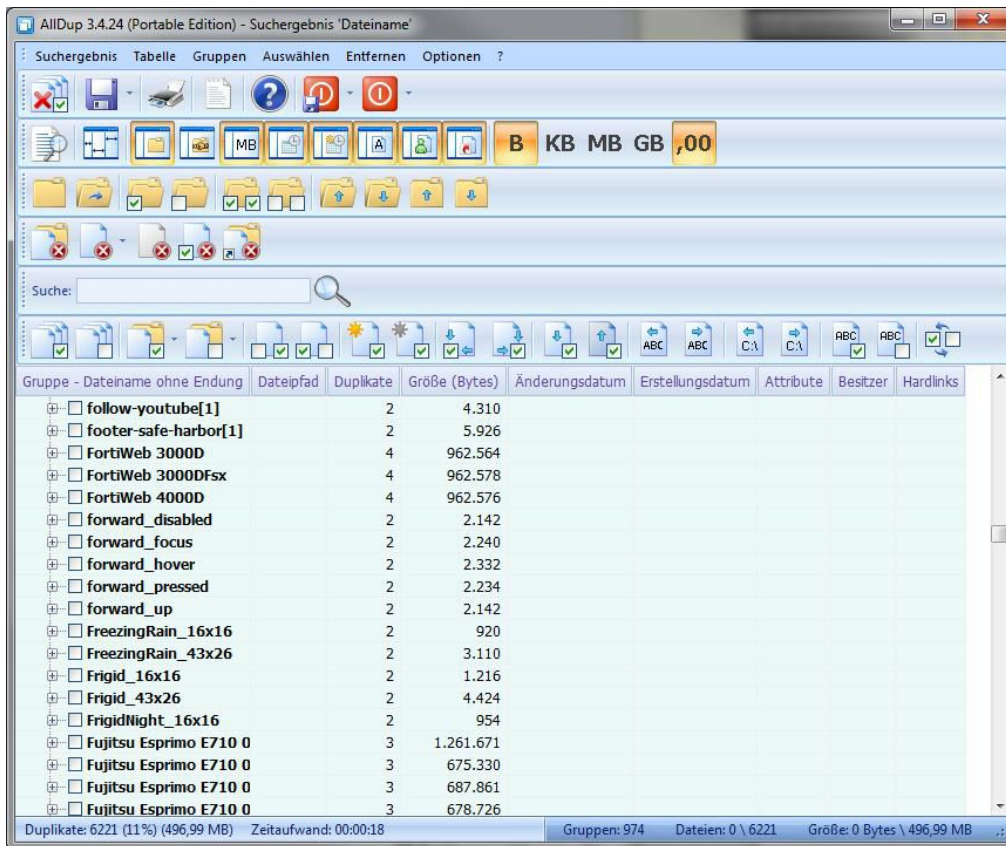 AllDup 3.4.24 (Portable Edition) - Suchergebnis 'Dateiname'
Suchergebnis Tabelle Gruppen Auswählen Entfernen Optionen ?
MB A B KB MB GB ,00
Suche:
ABC ABC C:\ C:\ ABC ABC
Gruppe - Dateiname ohne Endung Dateipfad Duplikate Größe (Bytes) Änderungsdatum Erstellungsdatum Attribute Besitzer Hardlinks
follow-youtube[1] 2 4.310
footer-safe-harbor[1] 2 5.926
FortiWeb 3000D 4 962.564
FortiWeb 3000DFsx 4 962.578
FortiWeb 4000D 4 962.576
forward_disabled 2 2.142
forward_focus 2 2.240
forward_hover 2 2.332
forward_pressed 2 2.234
forward_up 2 2.142
FreezingRain_16x16 2 920
FreezingRain_43x26 2 3.110
Frigid_16x16 2 1.216
Frigid_43x26 2 4.424
FrigidNight_16x16 2 954
Fujitsu Esprimo E710 0 3 1.261.671
Fujitsu Esprimo E710 0 3 675.330
Fujitsu Esprimo E710 0 3 687.861
Fujitsu Esprimo E710 0 3 678.726
Duplikate: 6221 (11%) (496,99 MB) Zeitaufwand: 00:00:18 Gruppen: 974 Dateien: 0 \ 6221 Größe: 0 Bytes \ 496,99 MB